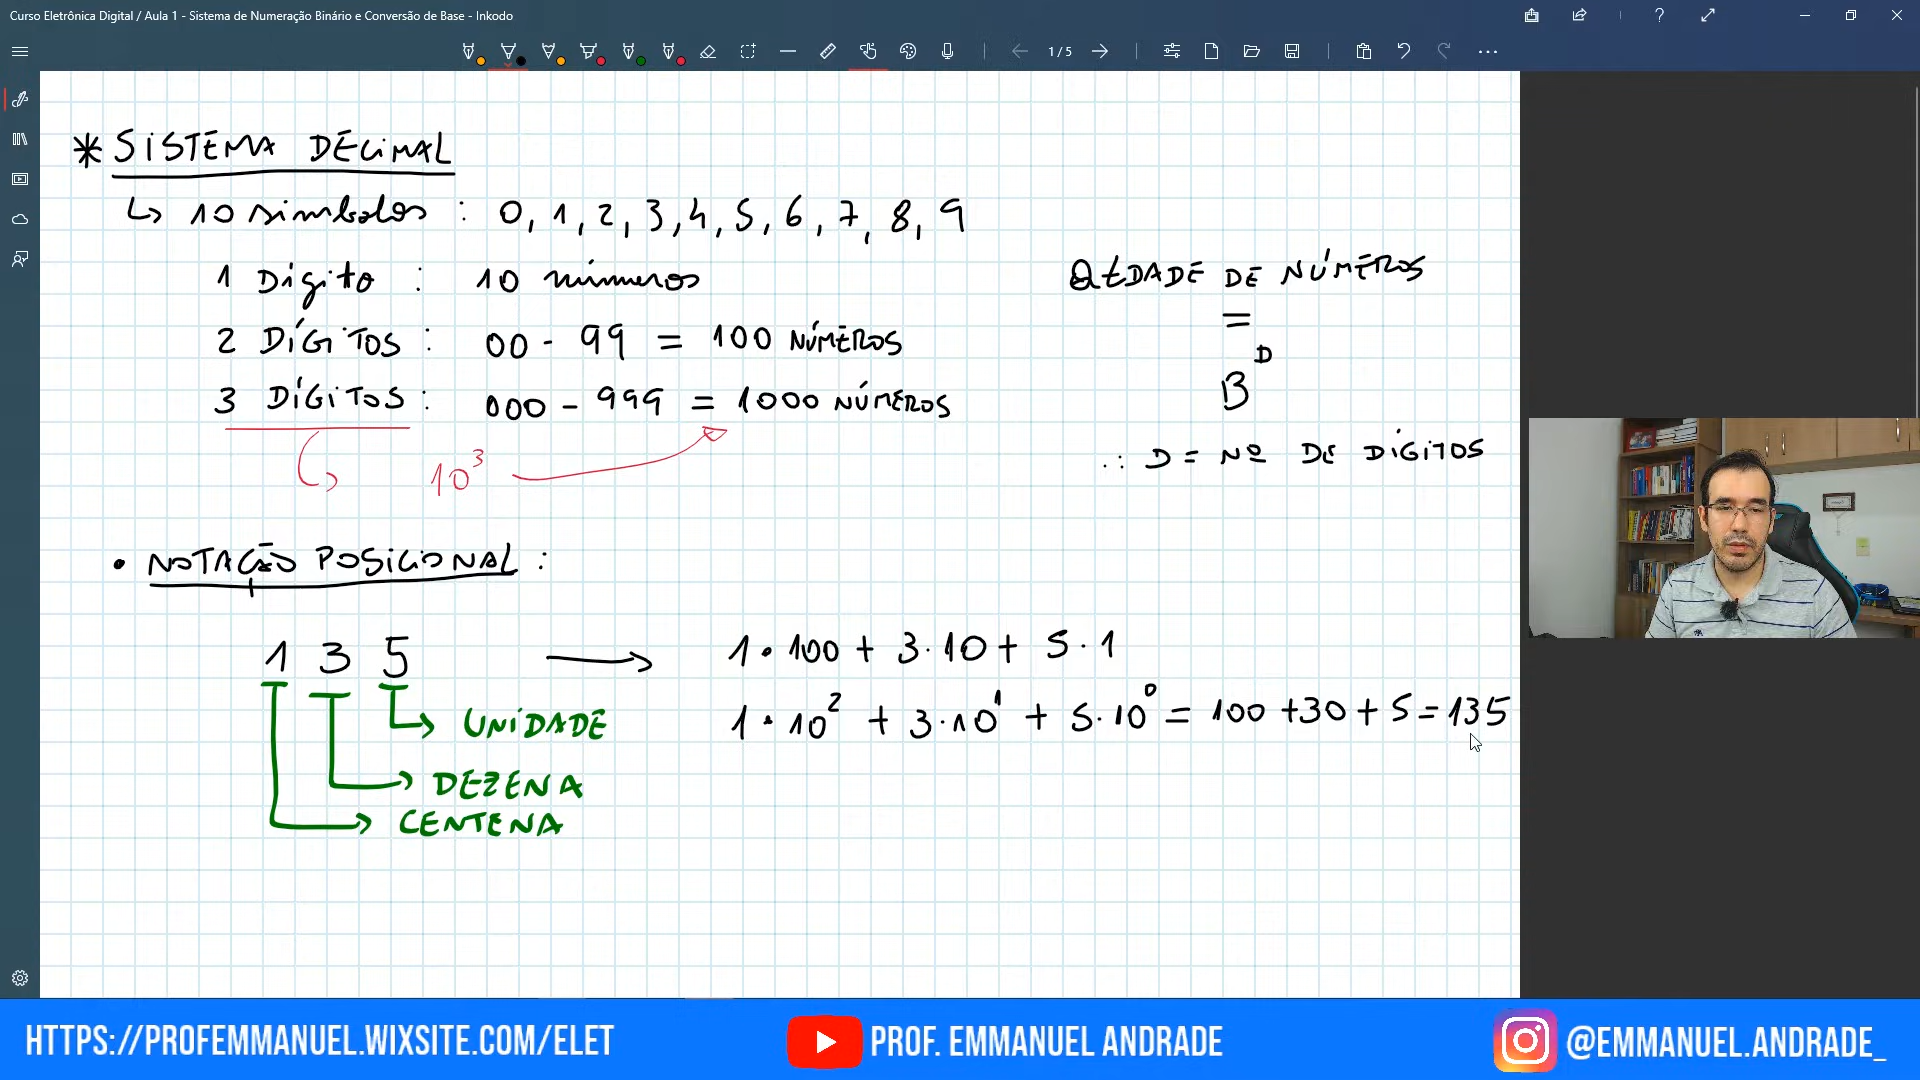 Curso Eletrônica Digital / Aula 1 - Sistema de Numeração Binário e Conversão de Base - Inkodo
1 / 5
* SISTEMA DECIMAL
↳ 10 símbolos : 0, 1, 2, 3, 4, 5, 6, 7, 8, 9
1 Dígito : 10 números
2 DÍGITOS : 00 - 99 = 100 NÚMEROS
3 DÍGITOS : 000 - 999 = 1000 NÚMEROS
10³
QTDADE DE NÚMEROS
=
B^D
∴ D = Nº DE DÍGITOS
• NOTAÇÃO POSICIONAL :
1 3 5 → 1 · 100 + 3 · 10 + 5 · 1
1 · 10² + 3 · 10¹ + 5 · 10⁰ = 100 + 30 + 5 = 135
UNIDADE
DEZENA
CENTENA
HTTPS://PROFEMMANUEL.WIXSITE.COM/ELET
PROF. EMMANUEL ANDRADE
@EMMANUEL.ANDRADE_